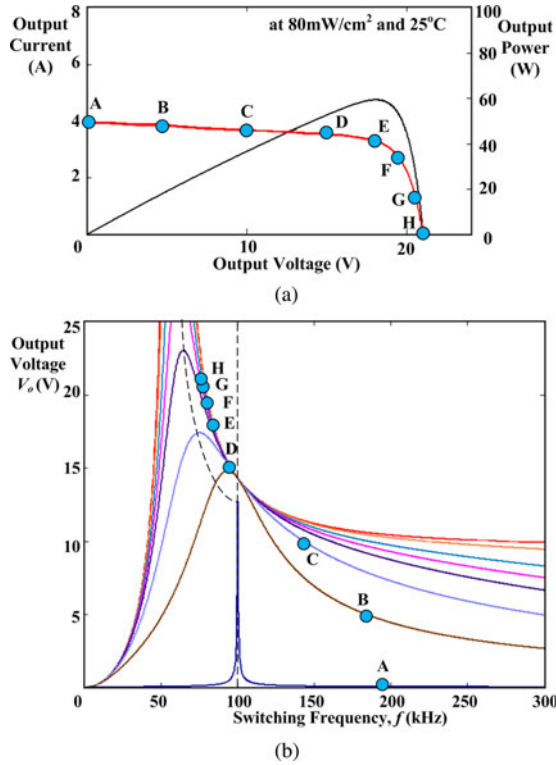 Output
Current
(A)
at 80mW/cm² and 25°C
Output
Power
(W)
8
6
4
2
0
10
20
100
80
60
40
20
0
A
B
C
D
E
F
G
H
Output Voltage (V)
(a)
Output
Voltage
Vₒ (V)
25
20
15
10
5
0
50
100
150
200
250
300
H
G
F
E
D
C
B
A
Switching Frequency, f (kHz)
(b)